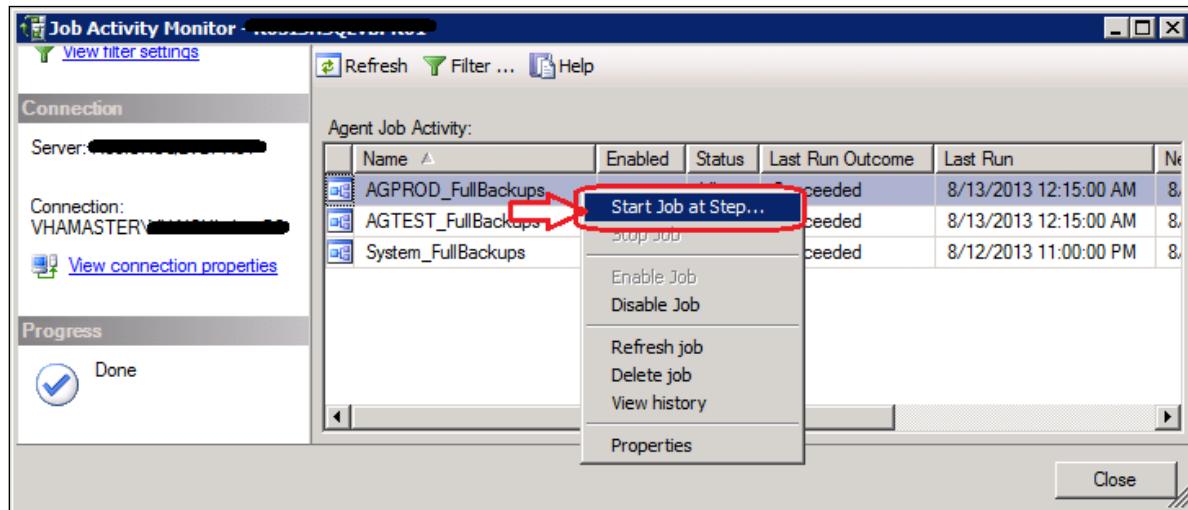 Job Activity Monitor -
View filter settings
Refresh Filter ... Help
Connection
Server:
Connection:
VHAMASTER\
View connection properties
Progress
Done
Agent Job Activity:
Name Enabled Status Last Run Outcome Last Run
AGPROD_FullBackups 8/13/2013 12:15:00 AM
AGTEST_FullBackups 8/13/2013 12:15:00 AM
System_FullBackups 8/12/2013 11:00:00 PM
Start Job at Step...
Stop Job
Enable Job
Disable Job
Refresh job
Delete job
View history
Properties
Close